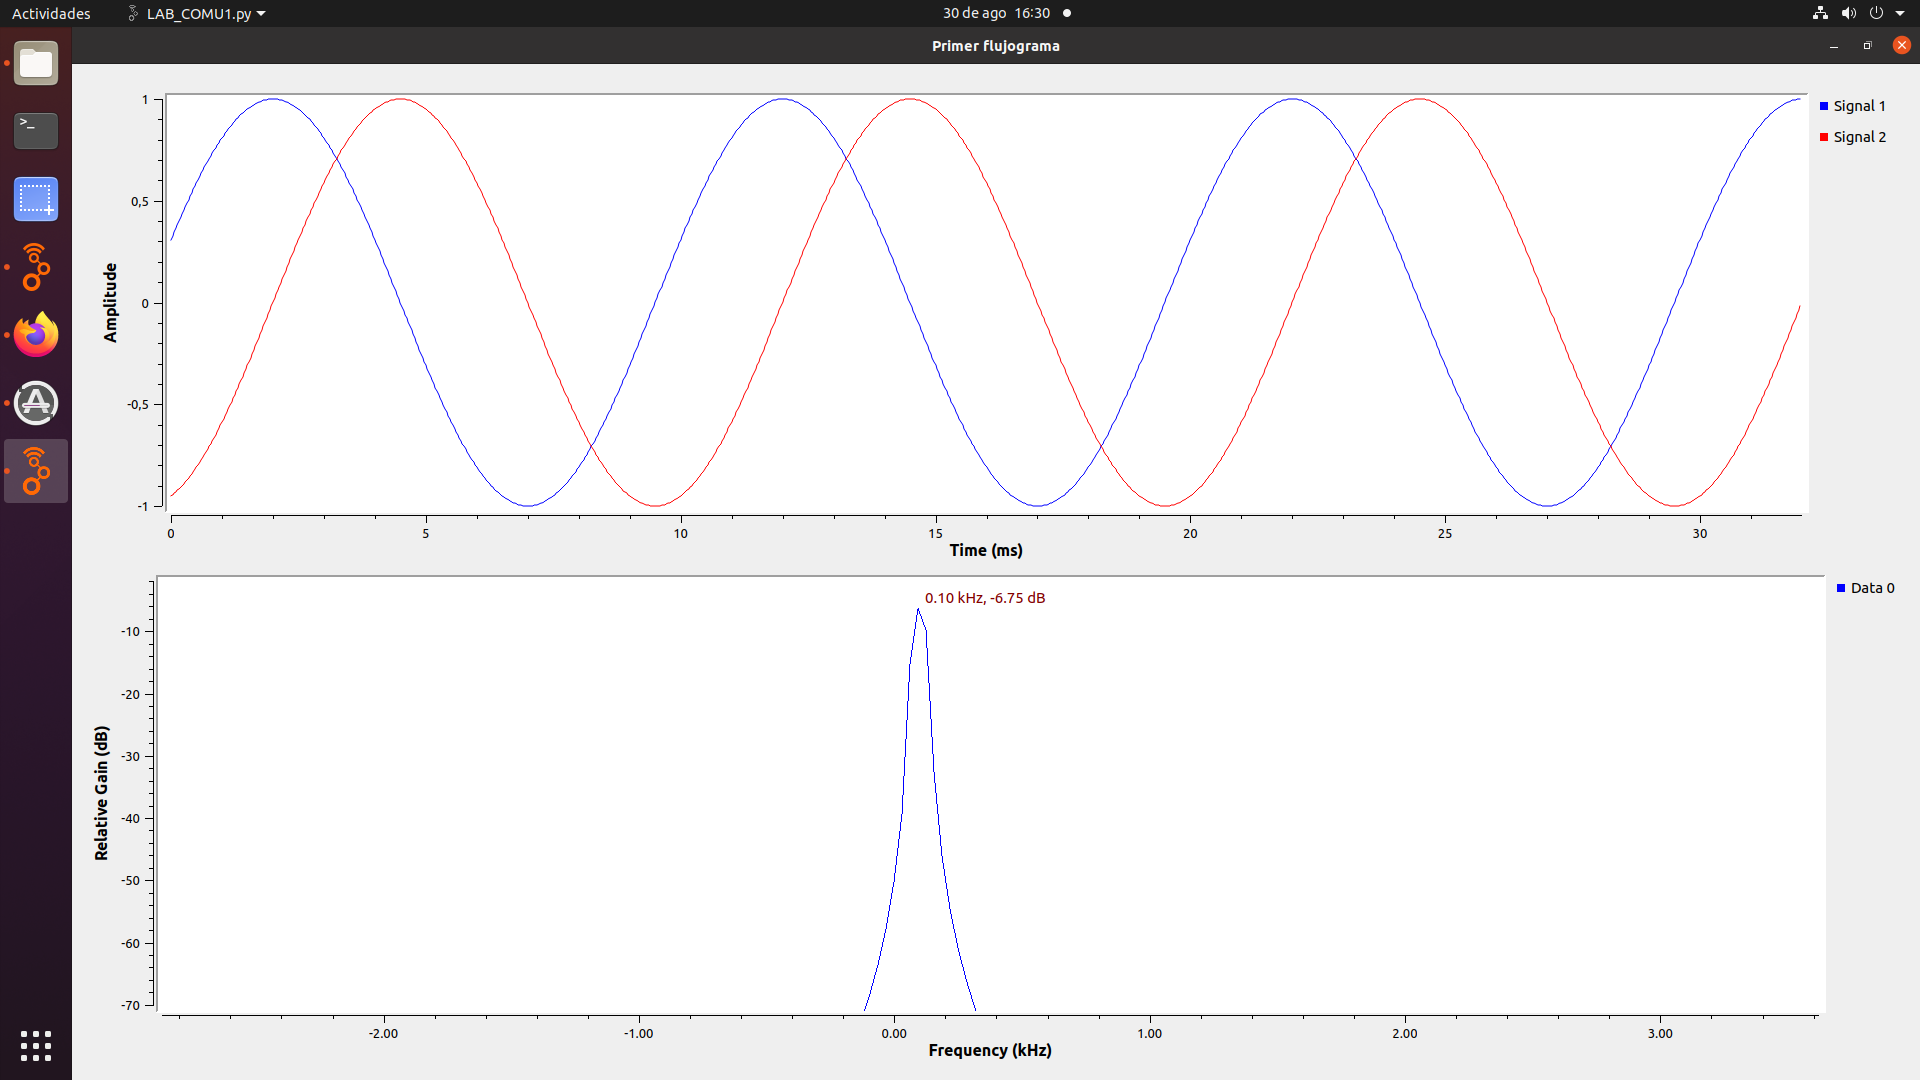 Actividades LAB_COMU1.py 30 de ago 16:30
Primer flujograma
1
0,5
0
-0,5
-1
Amplitude
0 5 10 15 20 25 30
Time (ms)
Signal 1
Signal 2
0.10 kHz, -6.75 dB
Data 0
-10
-20
-30
-40
-50
-60
-70
Relative Gain (dB)
-2.00 -1.00 0.00 1.00 2.00 3.00
Frequency (kHz)